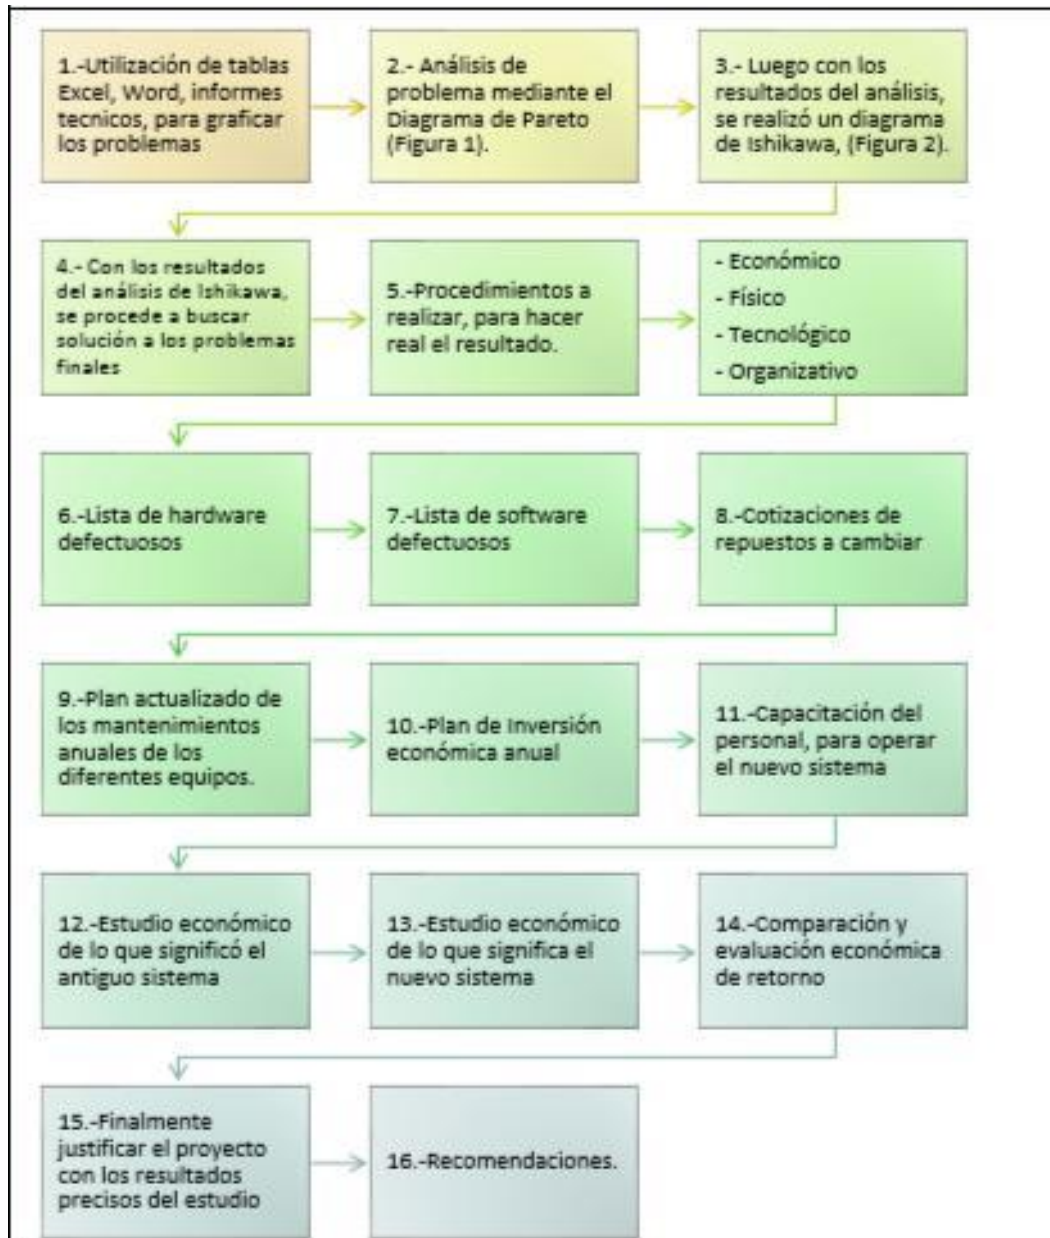 1.-Utilización de tablas
Excel, Word, informes
tecnicos, para graficar
los problemas
2.- Análisis de
problema mediante el
Diagrama de Pareto
(Figura 1).
3.- Luego con los
resultados del análisis,
se realizó un diagrama
de Ishikawa, (Figura 2).
4.- Con los resultados
del análisis de Ishikawa,
se procede a buscar
solución a los problemas
finales
5.-Procedimientos a
realizar, para hacer
real el resultado.
- Económico
- Físico
- Tecnológico
- Organizativo
6.-Lista de hardware
defectuosos
7.-Lista de software
defectuosos
8.-Cotizaciones de
repuestos a cambiar
9.-Plan actualizado de
los mantenimientos
anuales de los
diferentes equipos.
10.-Plan de Inversión
económica anual
11.-Capacitación del
personal, para operar
el nuevo sistema
12.-Estudio económico
de lo que significó el
antiguo sistema
13.-Estudio económico
de lo que significa el
nuevo sistema
14.-Comparación y
evaluación económica
de retorno
15.-Finalmente
justificar el proyecto
con los resultados
precisos del estudio
16.-Recomendaciones.